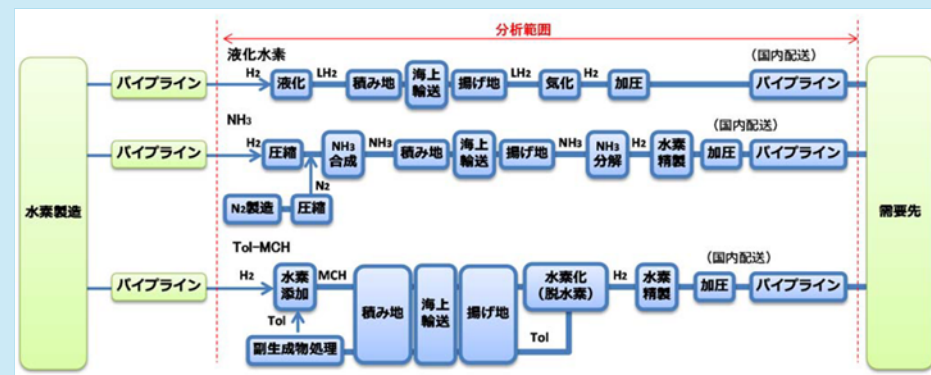 分析範囲
液化水素
(国内配送)
H₂
LH₂
LH₂
H₂
パイプライン
液化
積み地
海上
輸送
揚げ地
気化
加圧
パイプライン
NH₃
(国内配送)
H₂
NH₃
NH₃
H₂
パイプライン
圧縮
NH₃
合成
積み地
海上
輸送
揚げ地
NH₃
分解
水素
精製
加圧
パイプライン
N₂
N₂製造
圧縮
水素製造
需要先
Tol-MCH
(国内配送)
H₂
MCH
H₂
パイプライン
水素
添加
積み地
海上
輸送
揚げ地
水素化
(脱水素)
水素
精製
加圧
パイプライン
Tol
Tol
副生成物処理